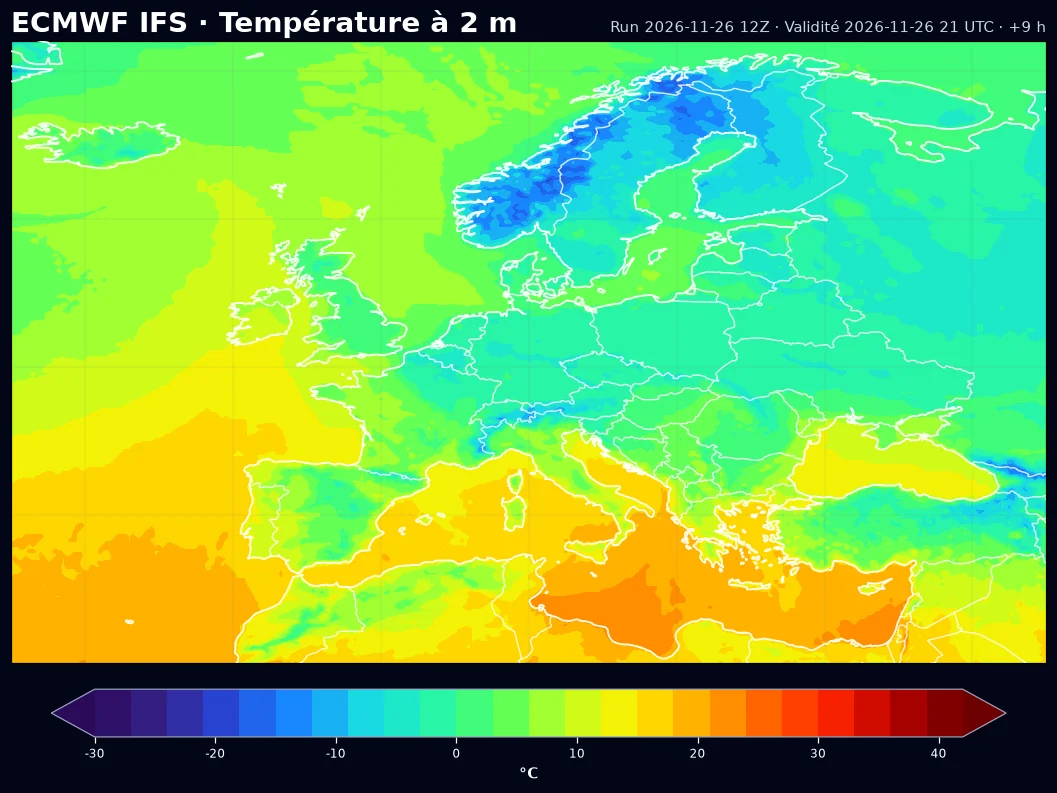 ECMWF IFS · Température à 2 m
Run 2026-11-26 12Z · Validité 2026-11-26 21 UTC · +9 h
-30 -20 -10 0 10 20 30 40
°C